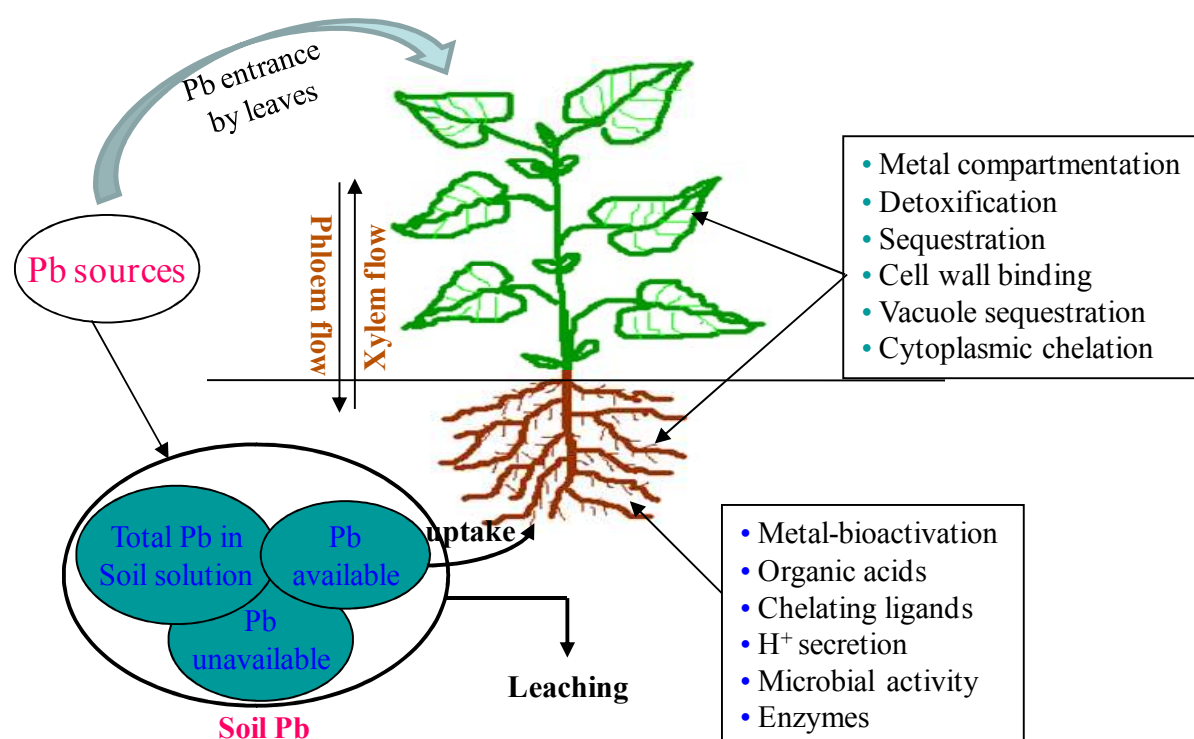 Pb entrance
by leaves
Pb sources
Phloem flow
Xylem flow
• Metal compartmentation
• Detoxification
• Sequestration
• Cell wall binding
• Vacuole sequestration
• Cytoplasmic chelation
Total Pb in
Soil solution
Pb
available
Pb
unavailable
uptake
Leaching
Soil Pb
• Metal-bioactivation
• Organic acids
• Chelating ligands
• H⁺ secretion
• Microbial activity
• Enzymes